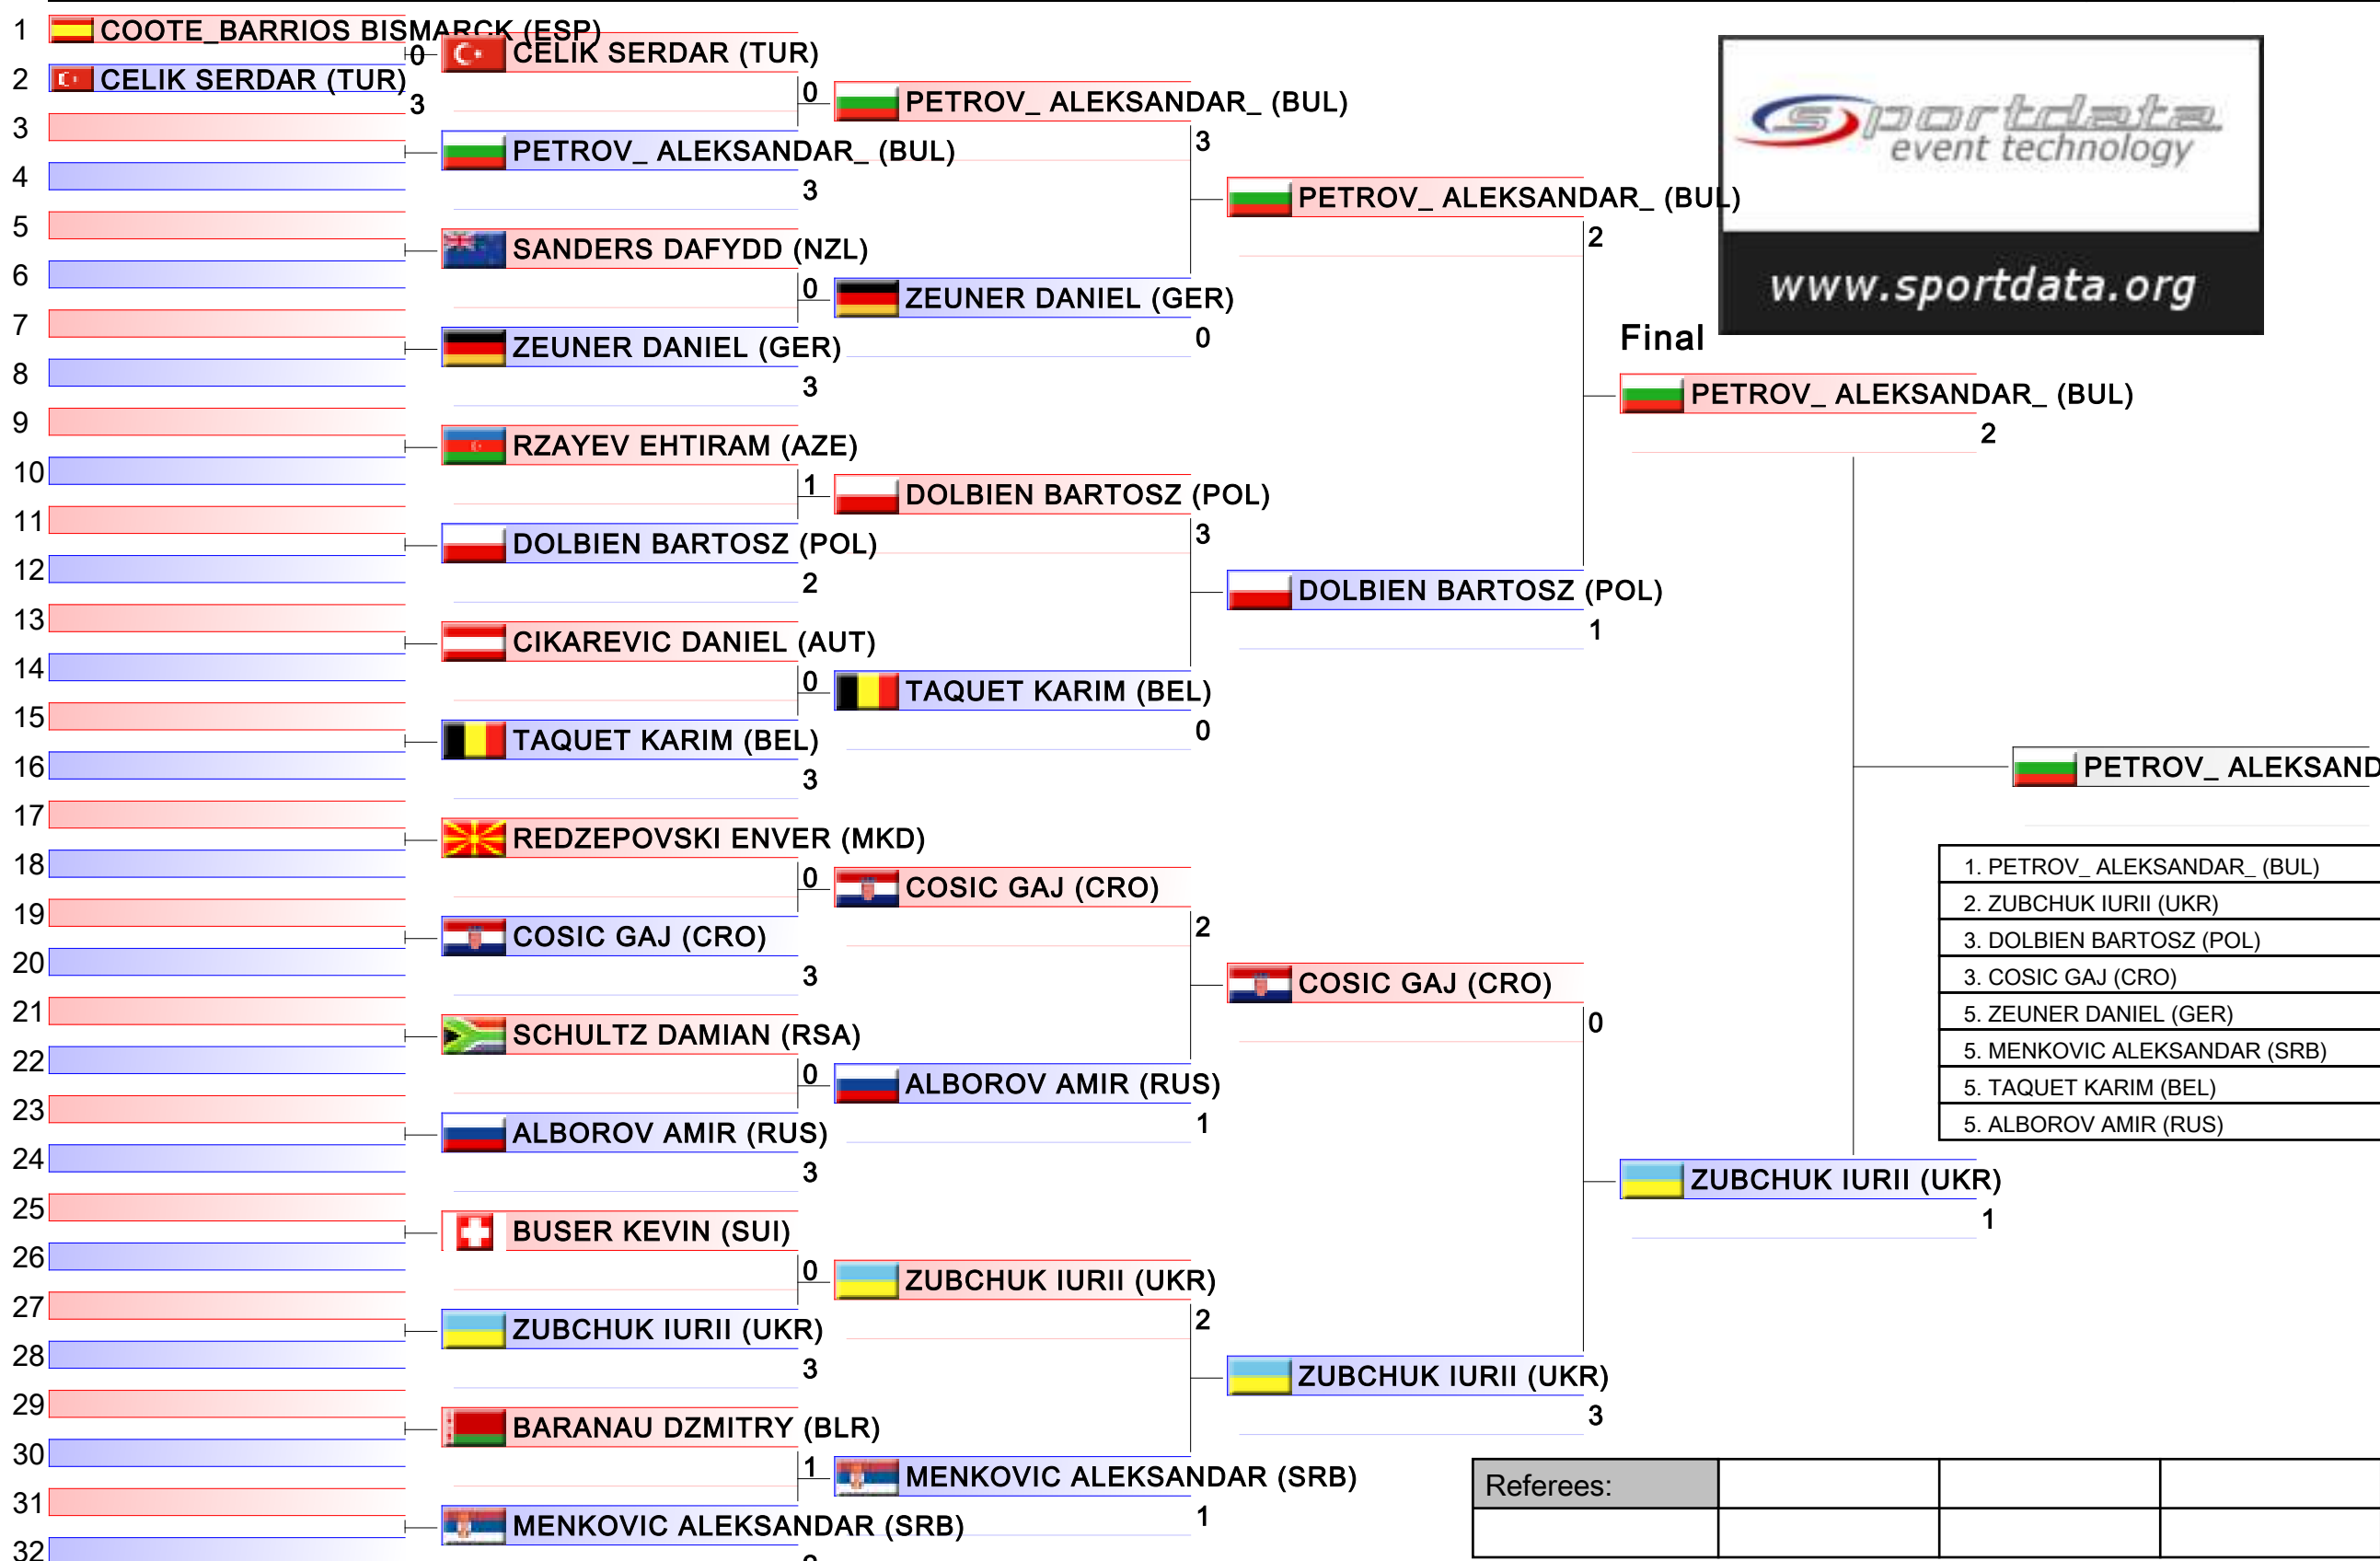 1 COOTE_BARRIOS BISMARCK (ESP)
0
2 CELIK SERDAR (TUR)
3
3
4
5
6
7
8
9
10
11
12
13
14
15
16
17
18
19
20
21
22
23
24
25
26
27
28
29
30
31
32
CELIK SERDAR (TUR)
0
PETROV_ ALEKSANDAR_ (BUL)
3
SANDERS DAFYDD (NZL)
0
ZEUNER DANIEL (GER)
3
RZAYEV EHTIRAM (AZE)
1
DOLBIEN BARTOSZ (POL)
2
CIKAREVIC DANIEL (AUT)
0
TAQUET KARIM (BEL)
3
REDZEPOVSKI ENVER (MKD)
0
COSIC GAJ (CRO)
3
SCHULTZ DAMIAN (RSA)
0
ALBOROV AMIR (RUS)
3
BUSER KEVIN (SUI)
0
ZUBCHUK IURII (UKR)
3
BARANAU DZMITRY (BLR)
1
MENKOVIC ALEKSANDAR (SRB)
PETROV_ ALEKSANDAR_ (BUL)
3
ZEUNER DANIEL (GER)
0
DOLBIEN BARTOSZ (POL)
3
TAQUET KARIM (BEL)
0
COSIC GAJ (CRO)
2
ALBOROV AMIR (RUS)
1
ZUBCHUK IURII (UKR)
2
MENKOVIC ALEKSANDAR (SRB)
1
PETROV_ ALEKSANDAR_ (BUL)
2
DOLBIEN BARTOSZ (POL)
1
COSIC GAJ (CRO)
0
ZUBCHUK IURII (UKR)
3
sportdata
event technology
www.sportdata.org
Final
PETROV_ ALEKSANDAR_ (BUL)
2
ZUBCHUK IURII (UKR)
1
PETROV_ ALEKSAND
1. PETROV_ ALEKSANDAR_ (BUL)
2. ZUBCHUK IURII (UKR)
3. DOLBIEN BARTOSZ (POL)
3. COSIC GAJ (CRO)
5. ZEUNER DANIEL (GER)
5. MENKOVIC ALEKSANDAR (SRB)
5. TAQUET KARIM (BEL)
5. ALBOROV AMIR (RUS)
Referees: